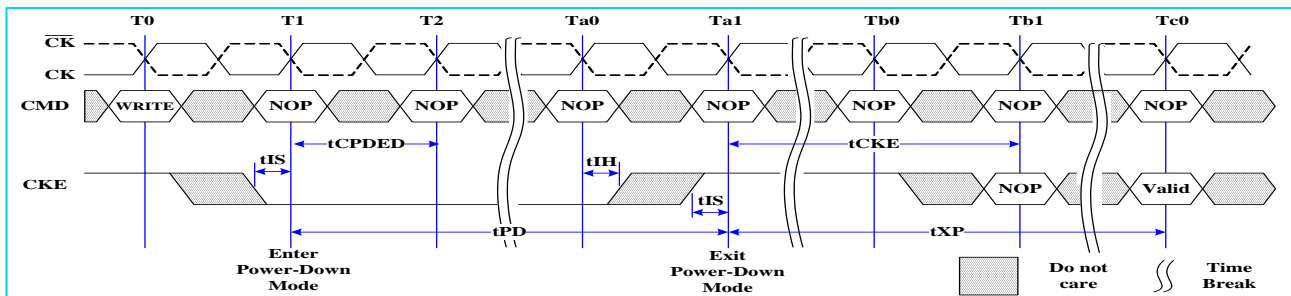 T0 T1 T2 Ta0 Ta1 Tb0 Tb1 Tc0
CK
CK
CMD WRITE NOP NOP NOP NOP NOP NOP NOP
tCPDED tCKE
tIS tIH
CKE NOP Valid
tIS
tPD tXP
Enter
Power-Down
Mode
Exit
Power-Down
Mode
Do not
care
Time
Break